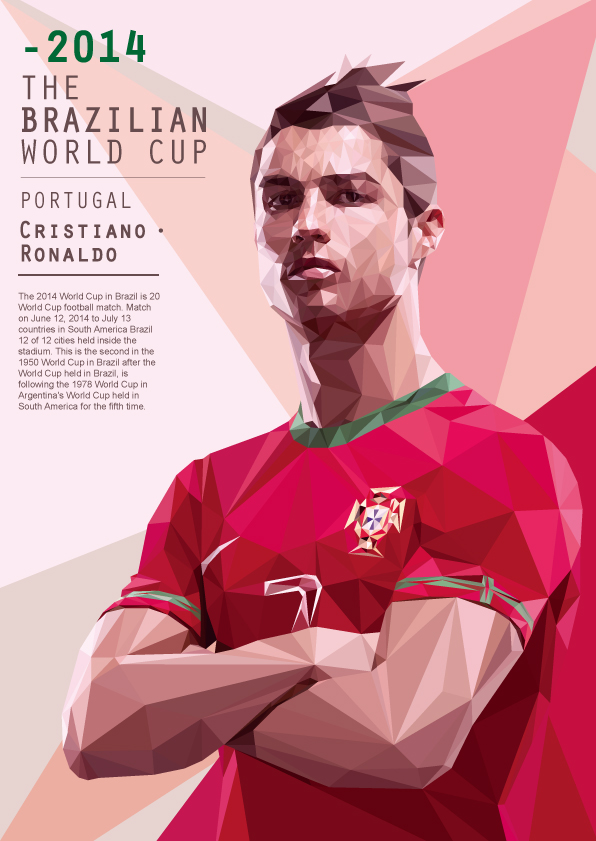 -2014
THE
BRAZILIAN
WORLD CUP
PORTUGAL
CRISTIANO ·
RONALDO
The 2014 World Cup in Brazil is 20
World Cup football match. Match
on June 12, 2014 to July 13
countries in South America Brazil
12 of 12 cities held inside the
stadium. This is the second in the
1950 World Cup in Brazil after the
World Cup held in Brazil, is
following the 1978 World Cup in
Argentina's World Cup held in
South America for the fifth time.
7